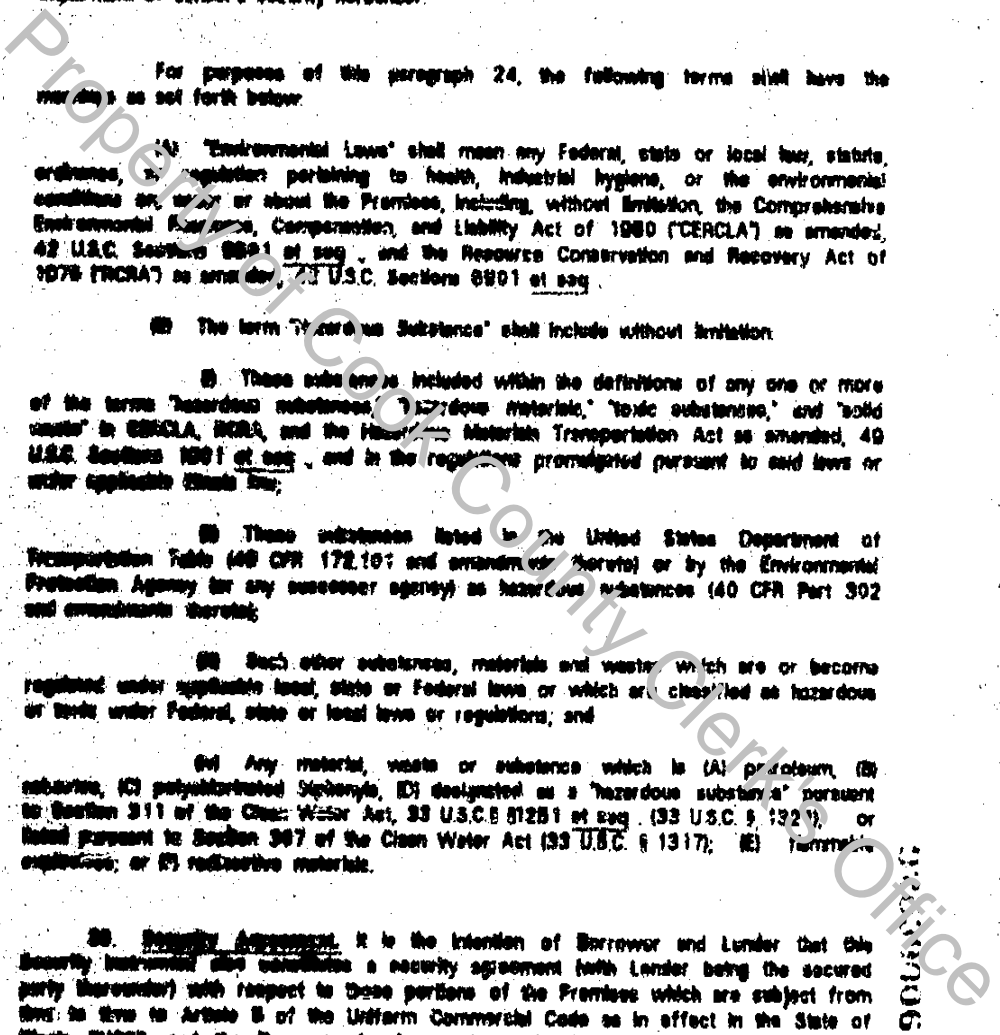 For purposes of this paragraph 24, the following terms shall have the
meanings as set forth below:
(A) "Environmental Laws" shall mean any Federal, state or local law, statute,
ordinance, or regulation pertaining to health, industrial hygiene, or the environmental
conditions on, under or about the Premises, including, without limitation, the Comprehensive
Environmental Response, Compensation, and Liability Act of 1980 ("CERCLA") as amended,
42 U.S.C. Sections 9601 et seq., and the Resource Conservation and Recovery Act of
1976 ("RCRA") as amended, 42 U.S.C. Sections 6901 et seq.
(B) The term "Hazardous Substance" shall include without limitation:
(i) Those substances included within the definitions of any one or more
of the terms "hazardous substances," "hazardous materials," "toxic substances," and "solid
waste" in CERCLA, RCRA, and the Hazardous Materials Transportation Act as amended, 49
U.S.C. Sections 1801 et seq., and in the regulations promulgated pursuant to said laws or
under applicable Illinois law;
(ii) Those substances listed in the United States Department of
Transportation Table (49 CFR 172.101 and amendments thereto) or by the Environmental
Protection Agency (or any successor agency) as hazardous substances (40 CFR Part 302
and amendments thereto);
(iii) Such other substances, materials and wastes which are or become
regulated under applicable local, state or Federal laws or which are classified as hazardous
or toxic under Federal, state or local laws or regulations; and
(iv) Any material, waste or substance which is (A) petroleum, (B)
asbestos, (C) polychlorinated biphenyls, (D) designated as a "hazardous substance" pursuant
to Section 311 of the Clean Water Act, 33 U.S.C.§ §1251 et seq. (33 U.S.C. § 1321), or
listed pursuant to Section 307 of the Clean Water Act (33 U.S.C. § 1317); (E) flammable
explosives; or (F) radioactive materials.
Security Agreement. It is the intention of Borrower and Lender that this
Security Instrument also constitutes a security agreement (with Lender being the secured
party thereunder) with respect to those portions of the Premises which are subject from
time to time to Article 9 of the Uniform Commercial Code as in effect in the State of
Property of Cook County Clerk's Office